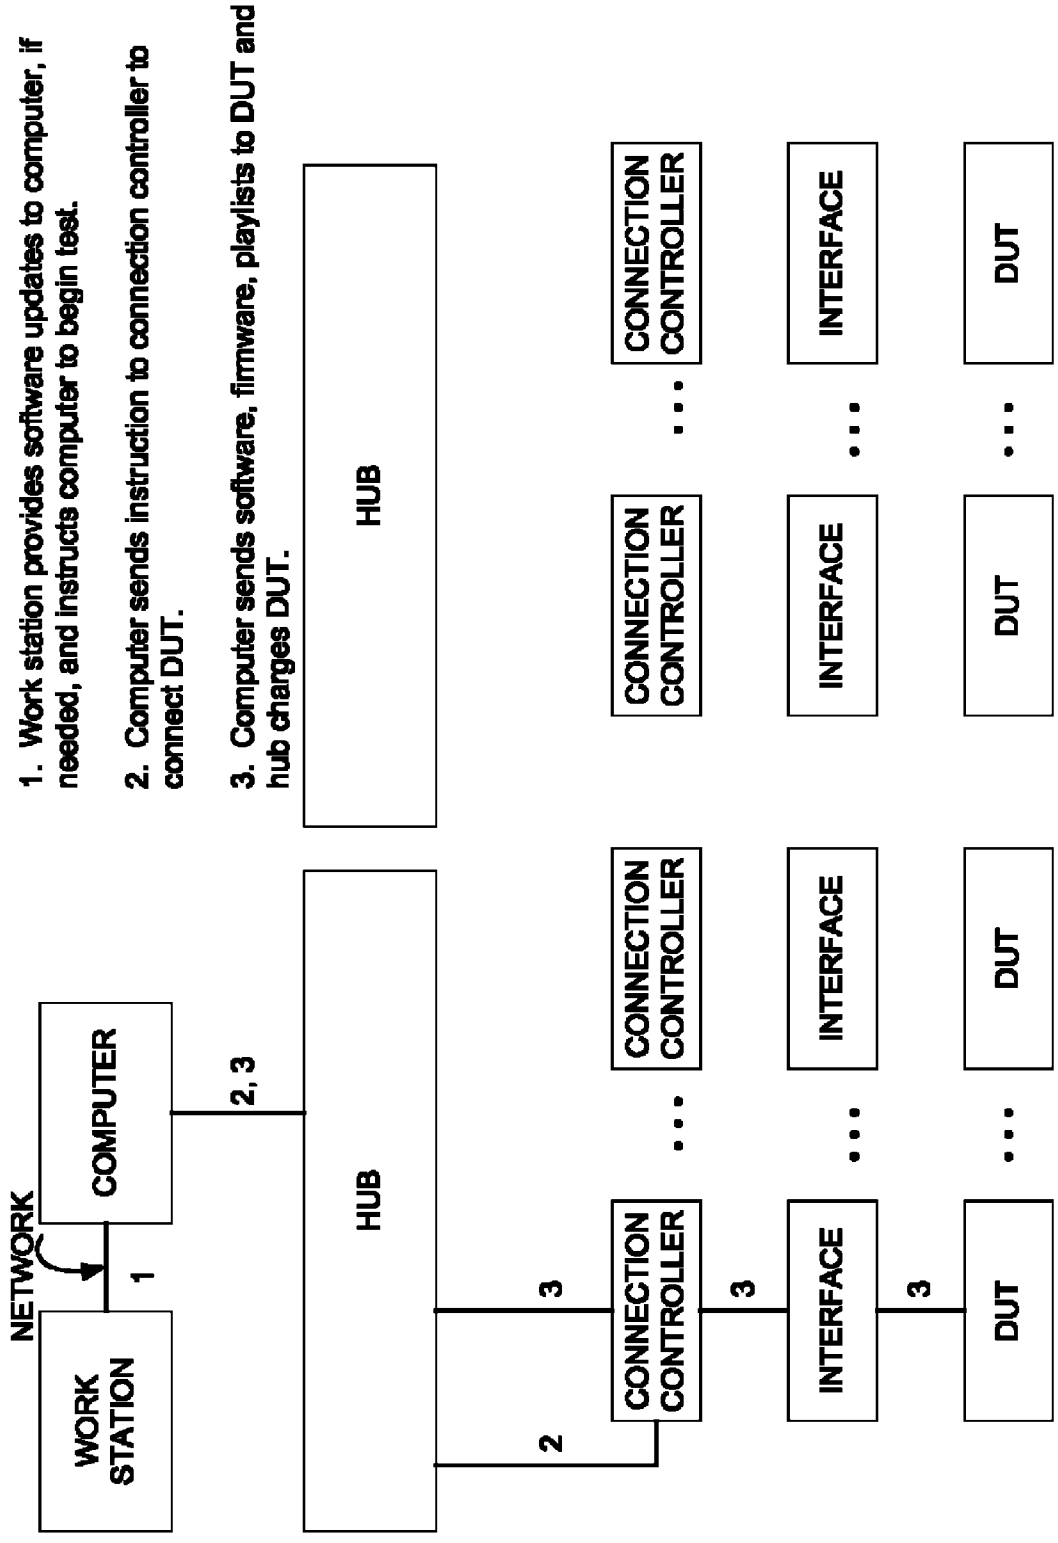 NETWORK
WORK
STATION
1
COMPUTER
1. Work station provides software updates to computer, if
needed, and instructs computer to begin test.
2. Computer sends instruction to connection controller to
connect DUT.
3. Computer sends software, firmware, playlists to DUT and
hub charges DUT.
2, 3
HUB
HUB
2
3
CONNECTION
CONTROLLER
...
CONNECTION
CONTROLLER
CONNECTION
CONTROLLER
...
CONNECTION
CONTROLLER
3
INTERFACE
...
INTERFACE
INTERFACE
...
INTERFACE
3
DUT
...
DUT
DUT
...
DUT